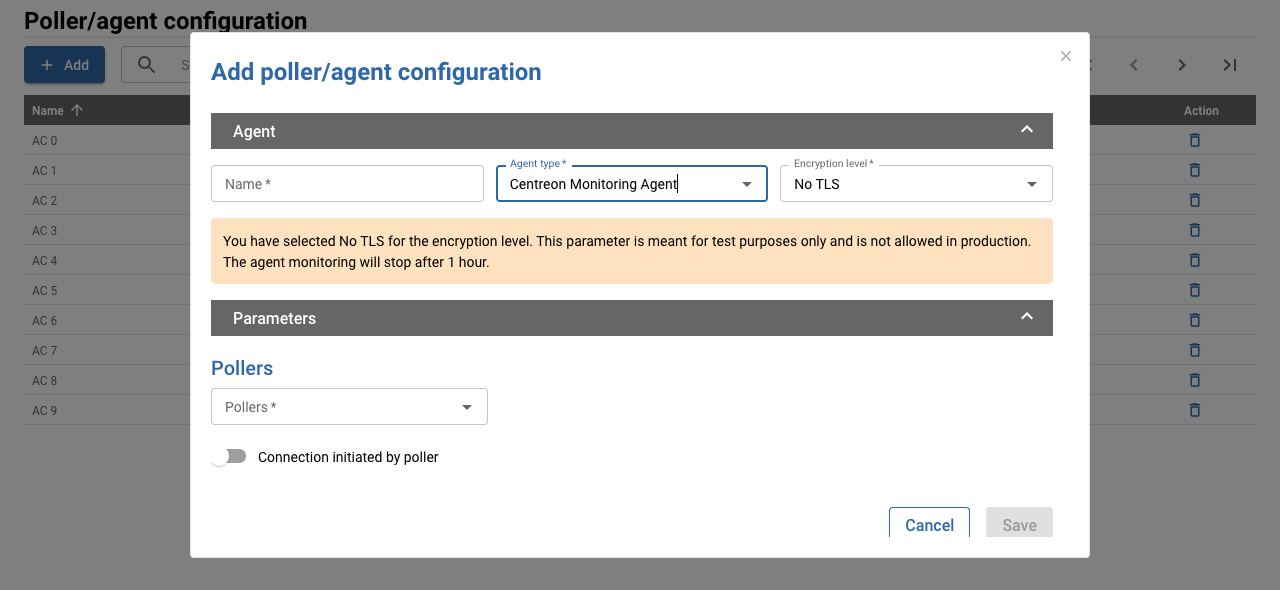 Poller/agent configuration
Add
S
Name
Action
AC 0
AC 1
AC 2
AC 3
AC 4
AC 5
AC 6
AC 7
AC 8
AC 9
Add poller/agent configuration
Agent
Name *
Agent type *
Centreon Monitoring Agent
Encryption level *
No TLS
You have selected No TLS for the encryption level. This parameter is meant for test purposes only and is not allowed in production.
The agent monitoring will stop after 1 hour.
Parameters
Pollers
Pollers *
Connection initiated by poller
Cancel
Save